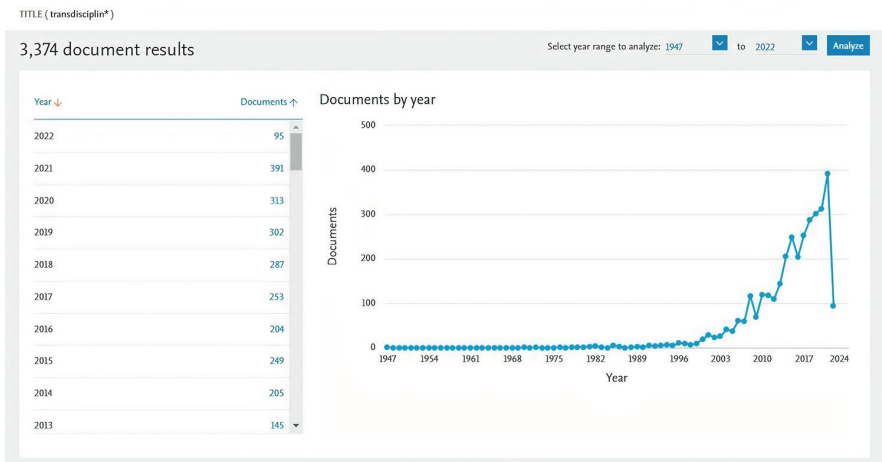 TITLE ( transdisciplin* )
3,374 document results
Select year range to analyze: 1947 to 2022 Analyze
Year Documents
2022 95
2021 391
2020 313
2019 302
2018 287
2017 253
2016 204
2015 249
2014 205
2013 145
Documents by year
500
400
300
200
100
0
Documents
1947 1954 1961 1968 1975 1982 1989 1996 2003 2010 2017 2024
Year